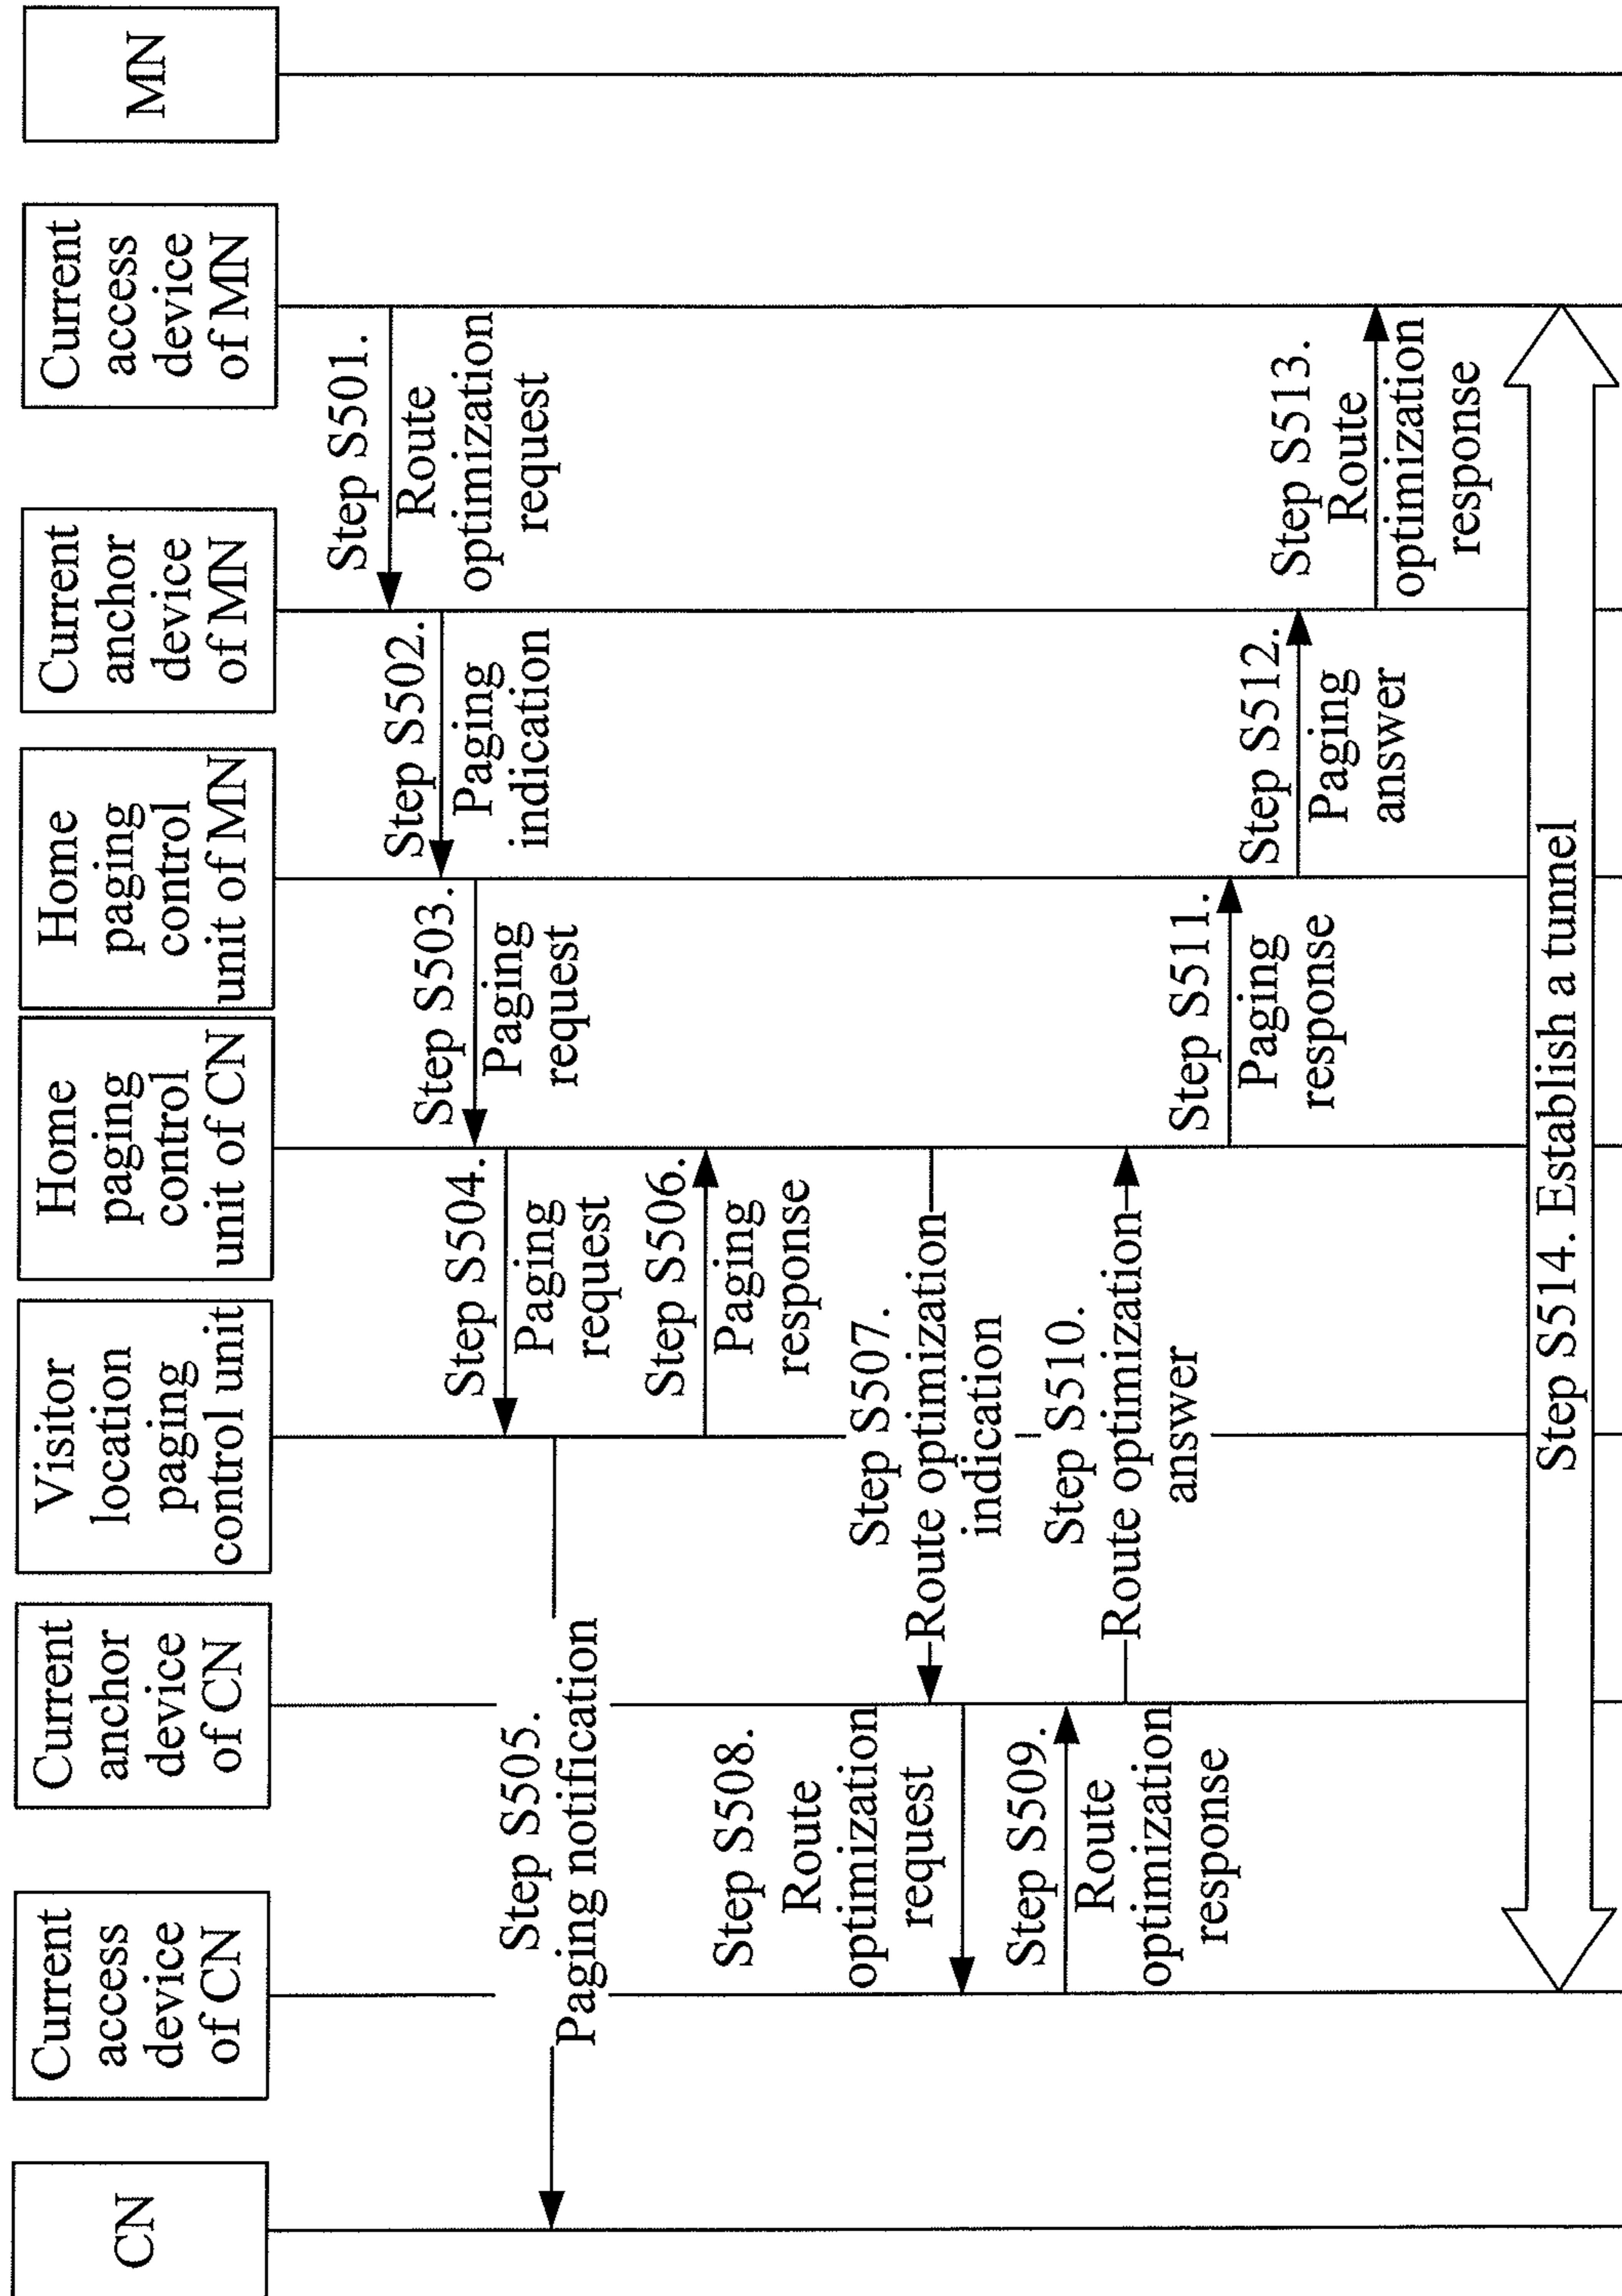 CN
Current
access
device
of CN
Current
anchor
device
of CN
Visitor
location
paging
control unit
Home
paging
control
unit of CN
Home
paging
control
unit of MN
Current
anchor
device
of MN
Current
access
device
of MN
MN
Step S501.
Route
optimization
request
Step S502.
Paging
indication
Step S503.
Paging
request
Step S504.
Paging
request
Step S505.
Paging notification
Step S506.
Paging
response
Step S507.
Route optimization
indication
Step S508.
Route
optimization
request
Step S509.
Route
optimization
response
Step S510.
Route optimization
answer
Step S511.
Paging
response
Step S512.
Paging
answer
Step S513.
Route
optimization
response
Step S514. Establish a tunnel